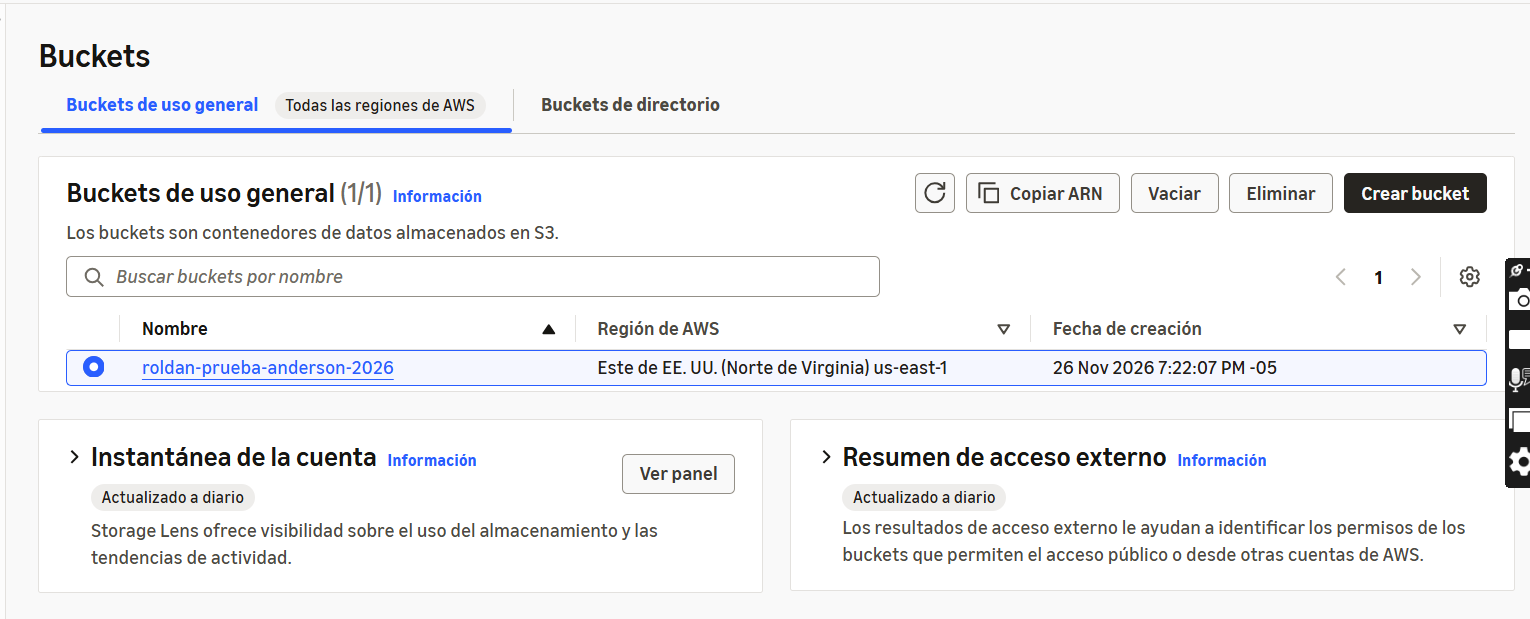 Buckets
Buckets de uso general Todas las regiones de AWS Buckets de directorio
Buckets de uso general (1/1) Información Copiar ARN Vaciar Eliminar Crear bucket
Los buckets son contenedores de datos almacenados en S3.
Buscar buckets por nombre 1
Nombre Región de AWS Fecha de creación
roldan-prueba-anderson-2026 Este de EE. UU. (Norte de Virginia) us-east-1 26 Nov 2026 7:22:07 PM -05
Instantánea de la cuenta Información Ver panel
Actualizado a diario
Storage Lens ofrece visibilidad sobre el uso del almacenamiento y las
tendencias de actividad.
Resumen de acceso externo Información
Actualizado a diario
Los resultados de acceso externo le ayudan a identificar los permisos de los
buckets que permiten el acceso público o desde otras cuentas de AWS.